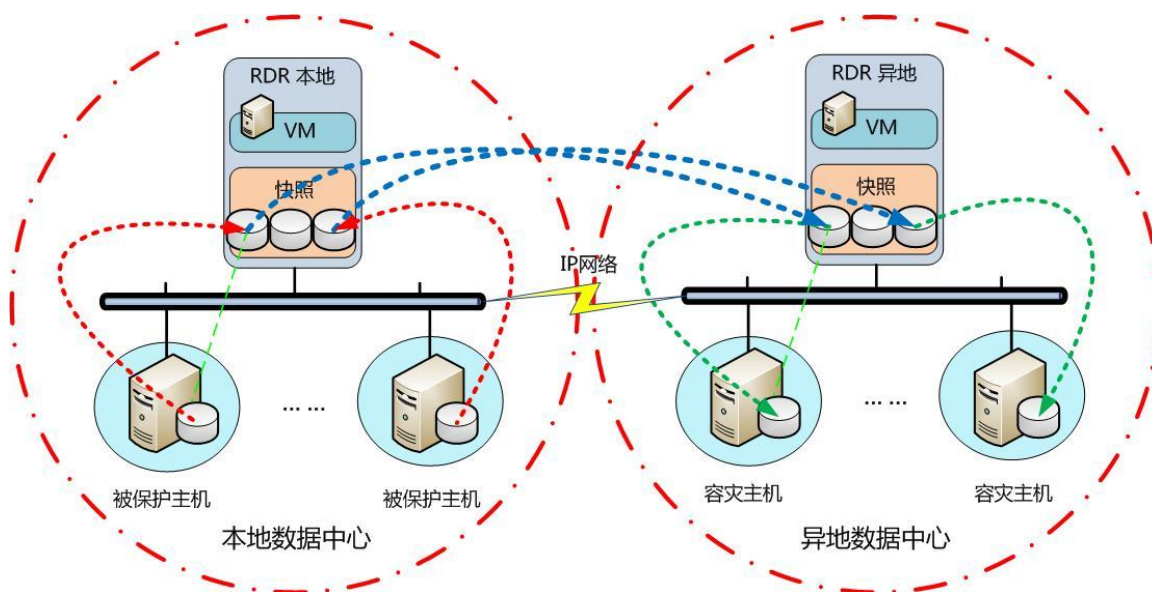 RDR 本地
VM
快照
RDR 异地
VM
快照
IP网络
... ...
... ...
被保护主机
被保护主机
容灾主机
容灾主机
本地数据中心
异地数据中心